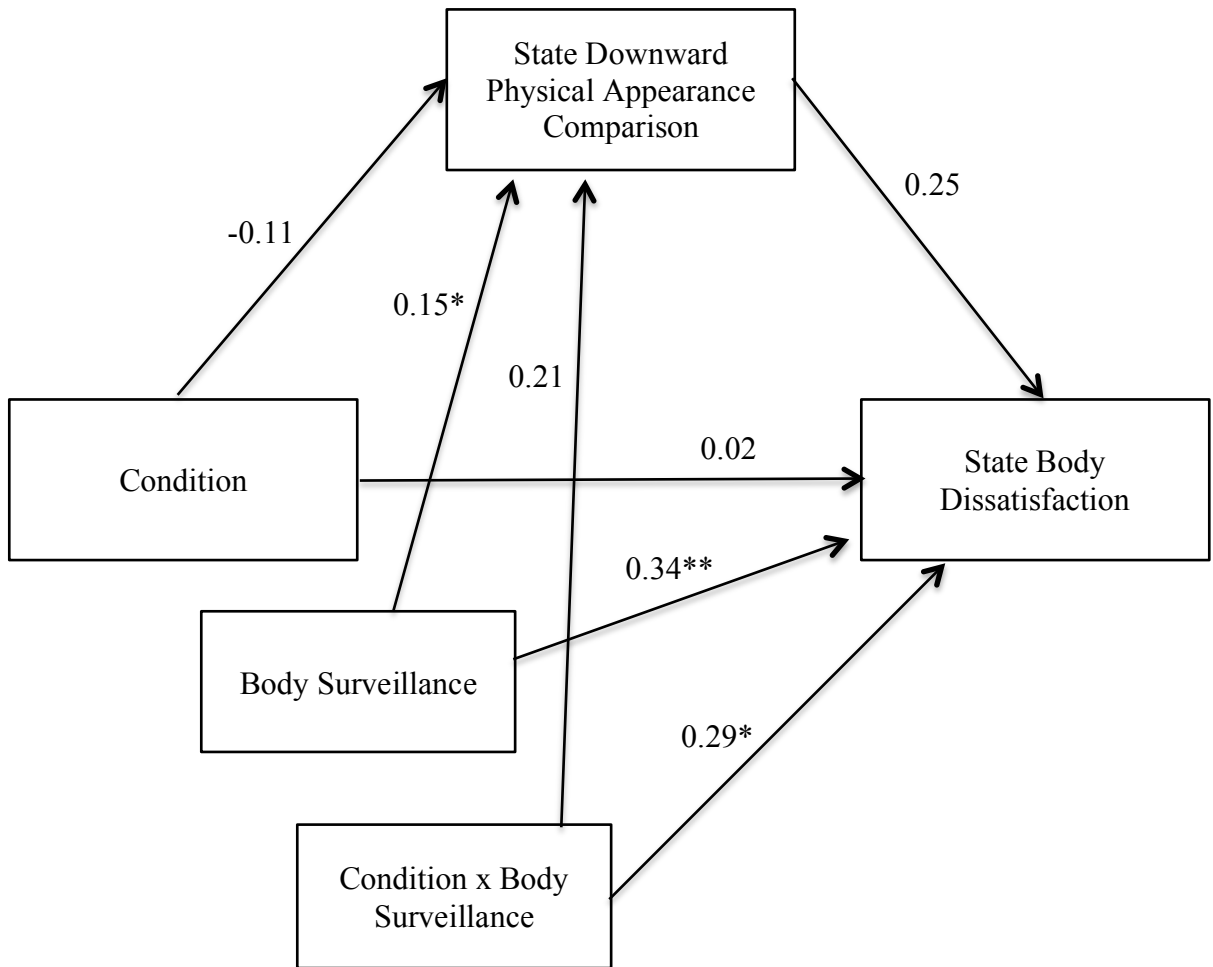 State Downward
Physical Appearance
Comparison
0.25
-0.11
0.15*
0.21
Condition
0.02
State Body
Dissatisfaction
0.34**
Body Surveillance
0.29*
Condition x Body
Surveillance